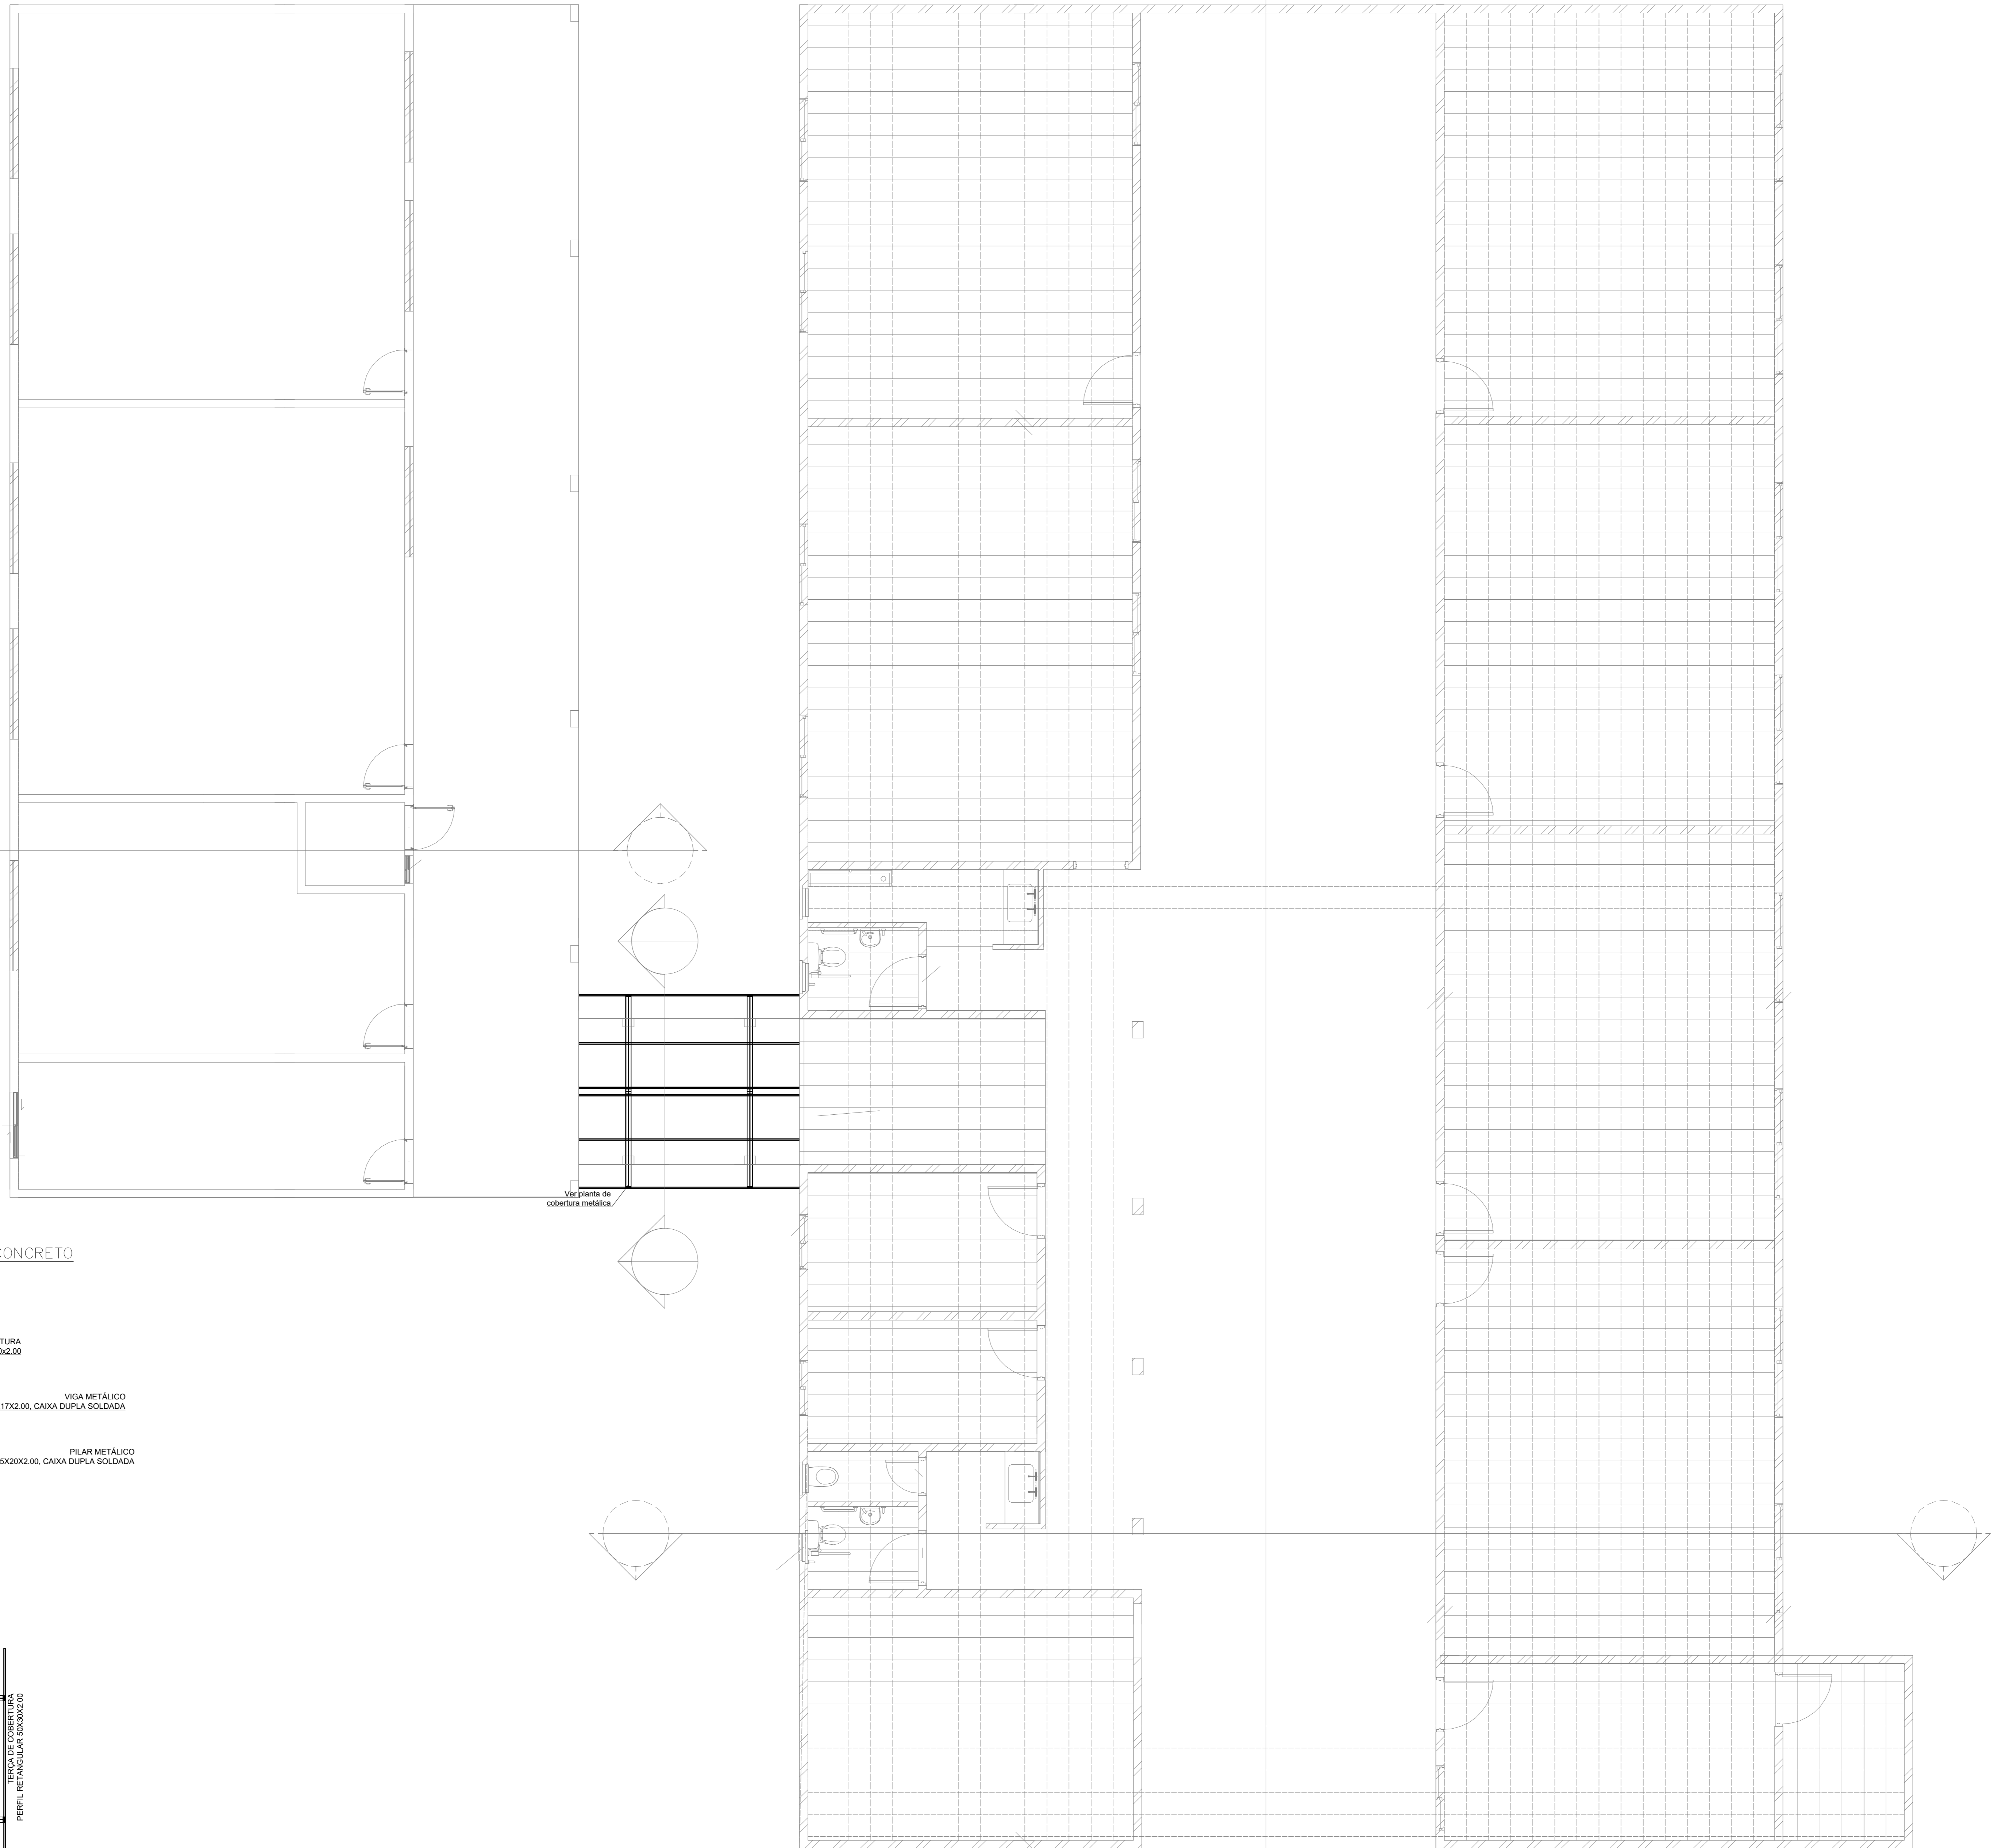 Ver planta de
cobertura metálica
CONCRETO
TURA
0x2.00
VIGA METÁLICO
17X2.00, CAIXA DUPLA SOLDADA
PILAR METÁLICO
5X20X2.00, CAIXA DUPLA SOLDADA
TERÇA DE COBERTURA
PERFIL RETANGULAR 50X30X2.00